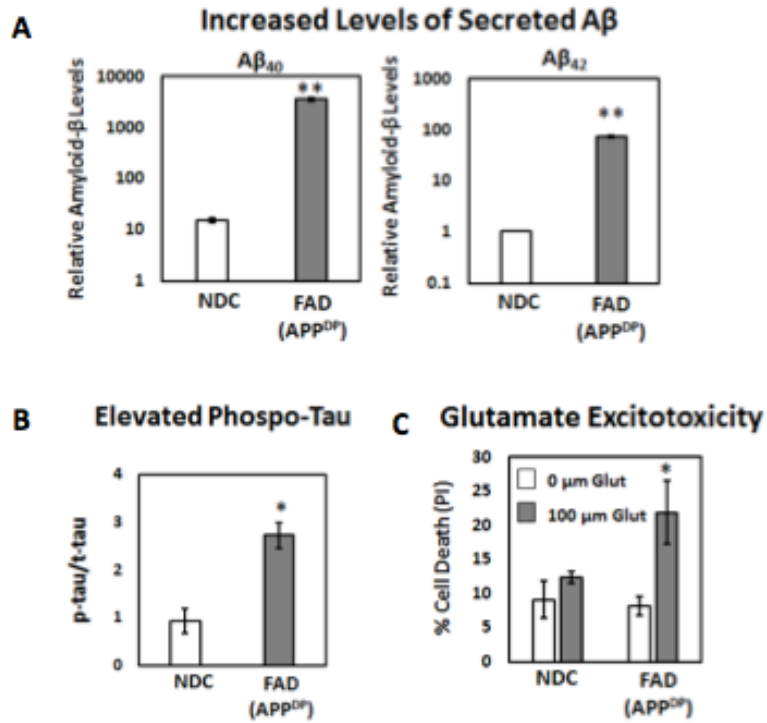 A
Increased Levels of Secreted Aβ
Aβ40
Relative Amyloid-β Levels
10000
1000
100
10
1
**
NDC
FAD
(APPDP)
Aβ42
Relative Amyloid-β Levels
1000
100
10
1
0.1
**
NDC
FAD
(APPDP)
B
Elevated Phospo-Tau
p-tau/t-tau
4
3
2
1
0
*
NDC
FAD
(APPDP)
C
Glutamate Excitotoxicity
% Cell Death (PI)
30
25
20
15
10
5
0
0 μm Glut
100 μm Glut
*
NDC
FAD
(APPDP)